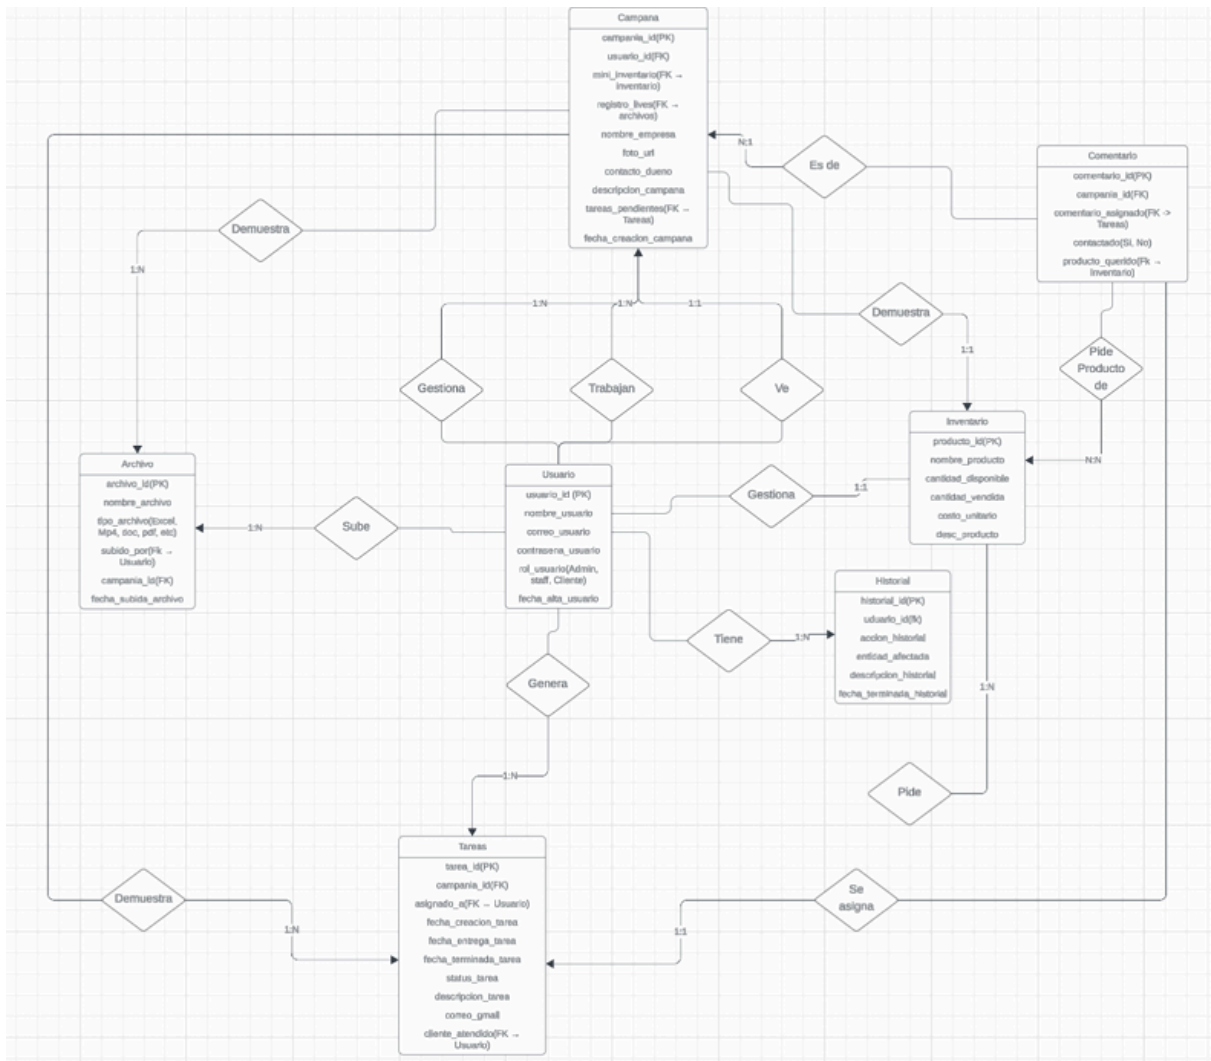 Campana
campania_id(PK)
usuario_id(FK)
mini_inventario(FK →
Inventario)
registro_lives(FK →
archivos)
nombre_empresa
foto_url
contacto_dueno
descripcion_campana
tareas_pendientes(FK →
Tareas)
fecha_creacion_campana
N:1
Es de
Comentario
comentario_id(PK)
campania_id(FK)
comentario_asignado(FK ->
Tareas)
contactado(Si, No)
producto_querido(Fk →
Inventario)
Demuestra
1:N
1:N
1:N
1:1
Demuestra
1:1
Pide
Producto
de
N:N
Gestiona
Trabajan
Ve
Inventario
producto_id(PK)
nombre_producto
cantidad_disponible
cantidad_vendida
costo_unitario
desc_producto
Archivo
archivo_id(PK)
nombre_archivo
tipo_archivo(Excel,
Mp4, doc, pdf, etc)
subido_por(Fk →
Usuario)
campania_id(FK)
fecha_subida_archivo
1:N
Sube
Usuario
usuario_id (PK)
nombre_usuario
correo_usuario
contrasena_usuario
rol_usuario(Admin,
staff, Cliente)
fecha_alta_usuario
Gestiona
1:1
Historial
historial_id(PK)
uduario_id(fk)
accion_historial
entidad_afectada
descripcion_historial
fecha_terminada_historial
Tiene
1:N
Genera
1:N
1:N
Pide
Tareas
tarea_id(PK)
campania_id(FK)
asignado_a(FK → Usuario)
fecha_creacion_tarea
fecha_entrega_tarea
fecha_terminada_tarea
status_tarea
descripcion_tarea
correo_gmail
cliente_atendido(FK →
Usuario)
Demuestra
1:N
Se
asigna
1:1